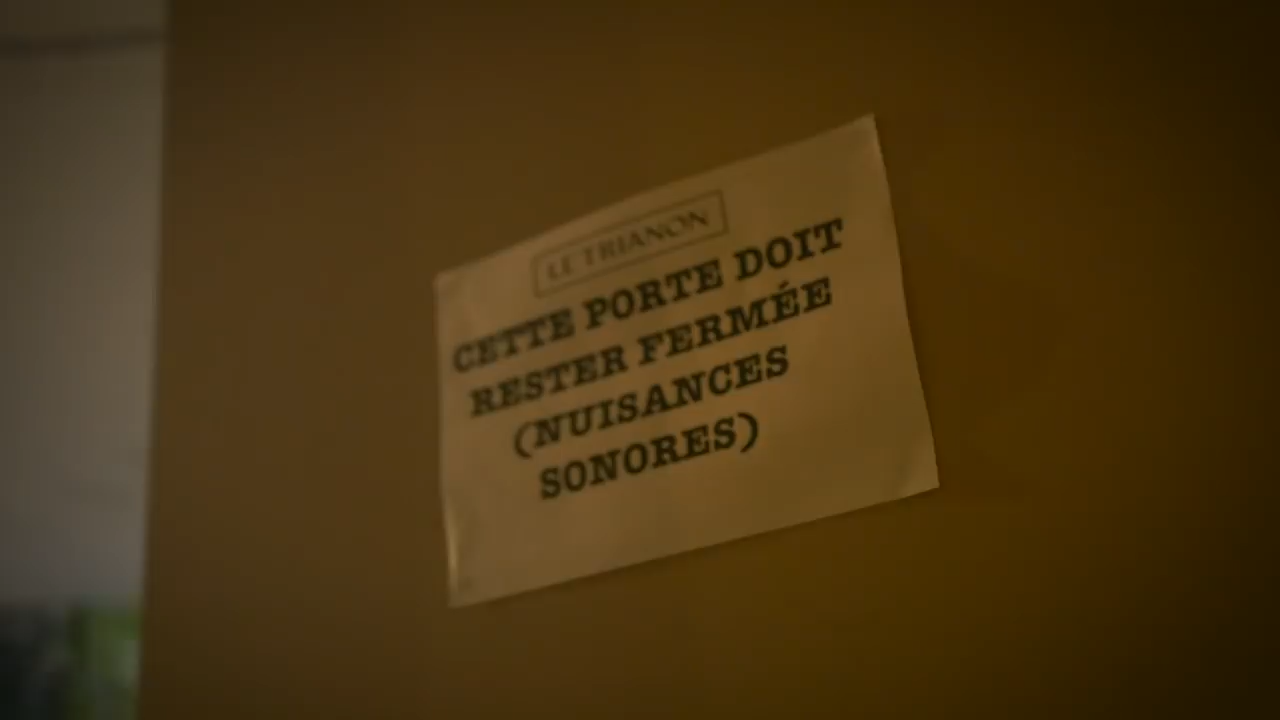 LE TRIANON
CETTE PORTE DOIT
RESTER FERMÉE
(NUISANCES
SONORES)